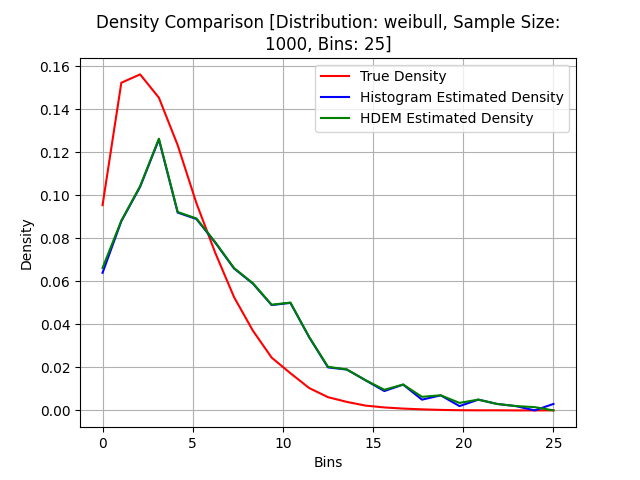 Density Comparison [Distribution: weibull, Sample Size:
1000, Bins: 25]
True Density
Histogram Estimated Density
HDEM Estimated Density
Density
0.16
0.14
0.12
0.10
0.08
0.06
0.04
0.02
0.00
0 5 10 15 20 25
Bins